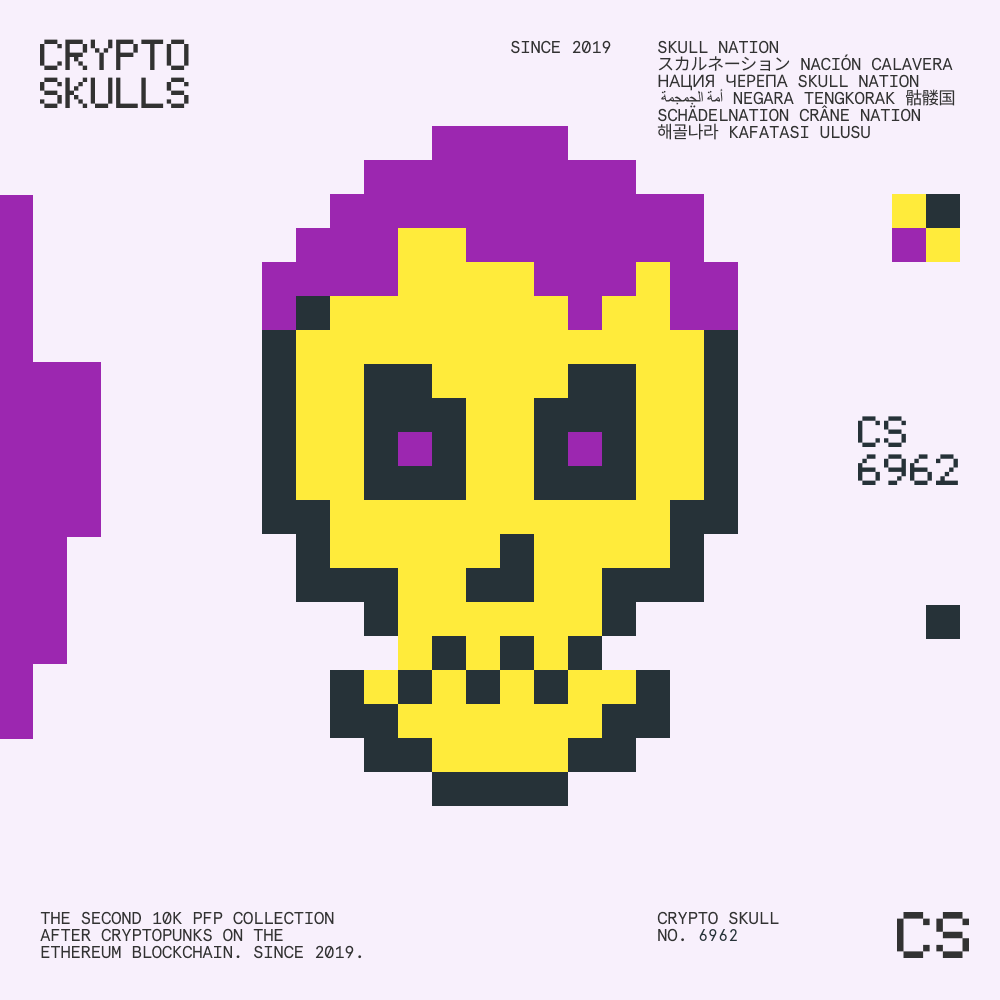 CRYPTO
SKULLS
SINCE 2019
SKULL NATION
スカルネーション NACIÓN CALAVERA
НАЦИЯ ЧЕРЕПА SKULL NATION
أمة الجمجمة NEGARA TENGKORAK 骷髅国
SCHÄDELNATION CRÂNE NATION
해골나라 KAFATASI ULUSU
CS
6962
THE SECOND 10K PFP COLLECTION
AFTER CRYPTOPUNKS ON THE
ETHEREUM BLOCKCHAIN. SINCE 2019.
CRYPTO SKULL
NO. 6962
CS